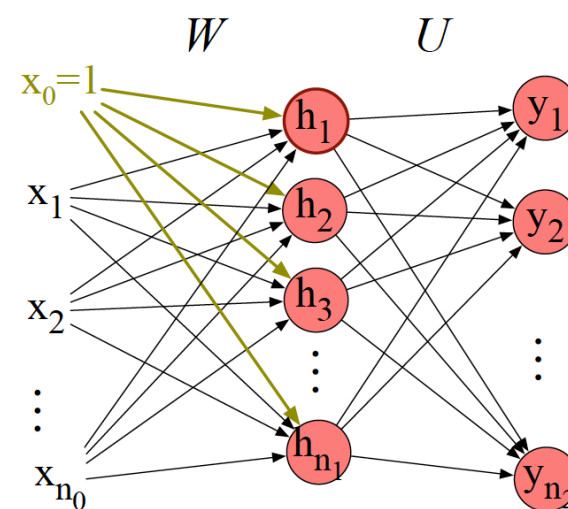 W U
x₀=1
h₁ y₁
x₁ h₂ y₂
x₂ h₃
⋮ ⋮ ⋮
xₙ₀ hₙ₁ yₙ₂